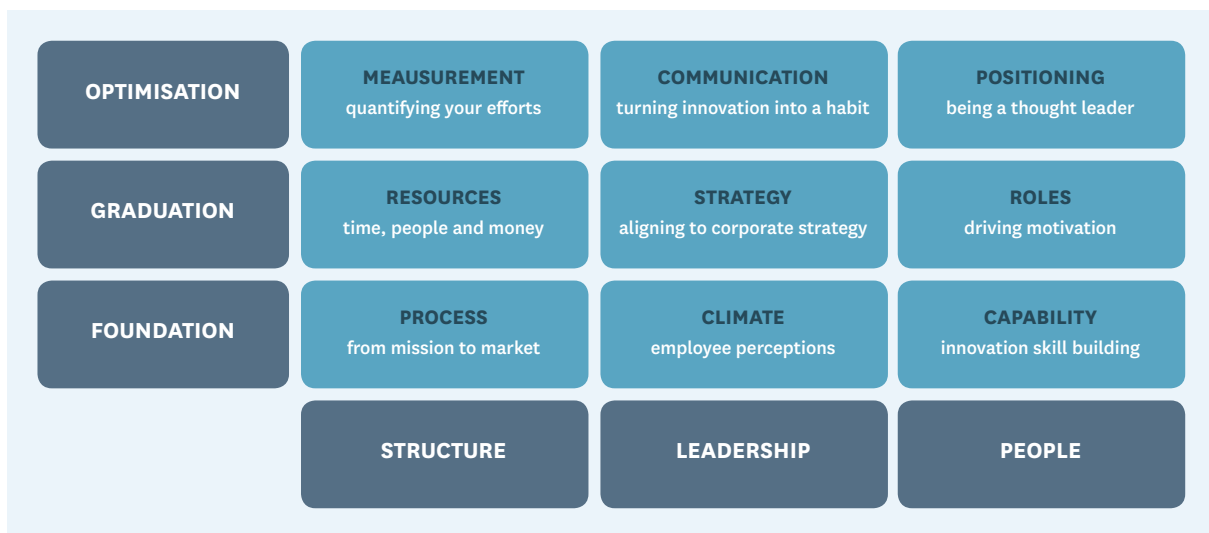 OPTIMISATION
MEAUSUREMENT
quantifying your efforts
COMMUNICATION
turning innovation into a habit
POSITIONING
being a thought leader
GRADUATION
RESOURCES
time, people and money
STRATEGY
aligning to corporate strategy
ROLES
driving motivation
FOUNDATION
PROCESS
from mission to market
CLIMATE
employee perceptions
CAPABILITY
innovation skill building
STRUCTURE
LEADERSHIP
PEOPLE